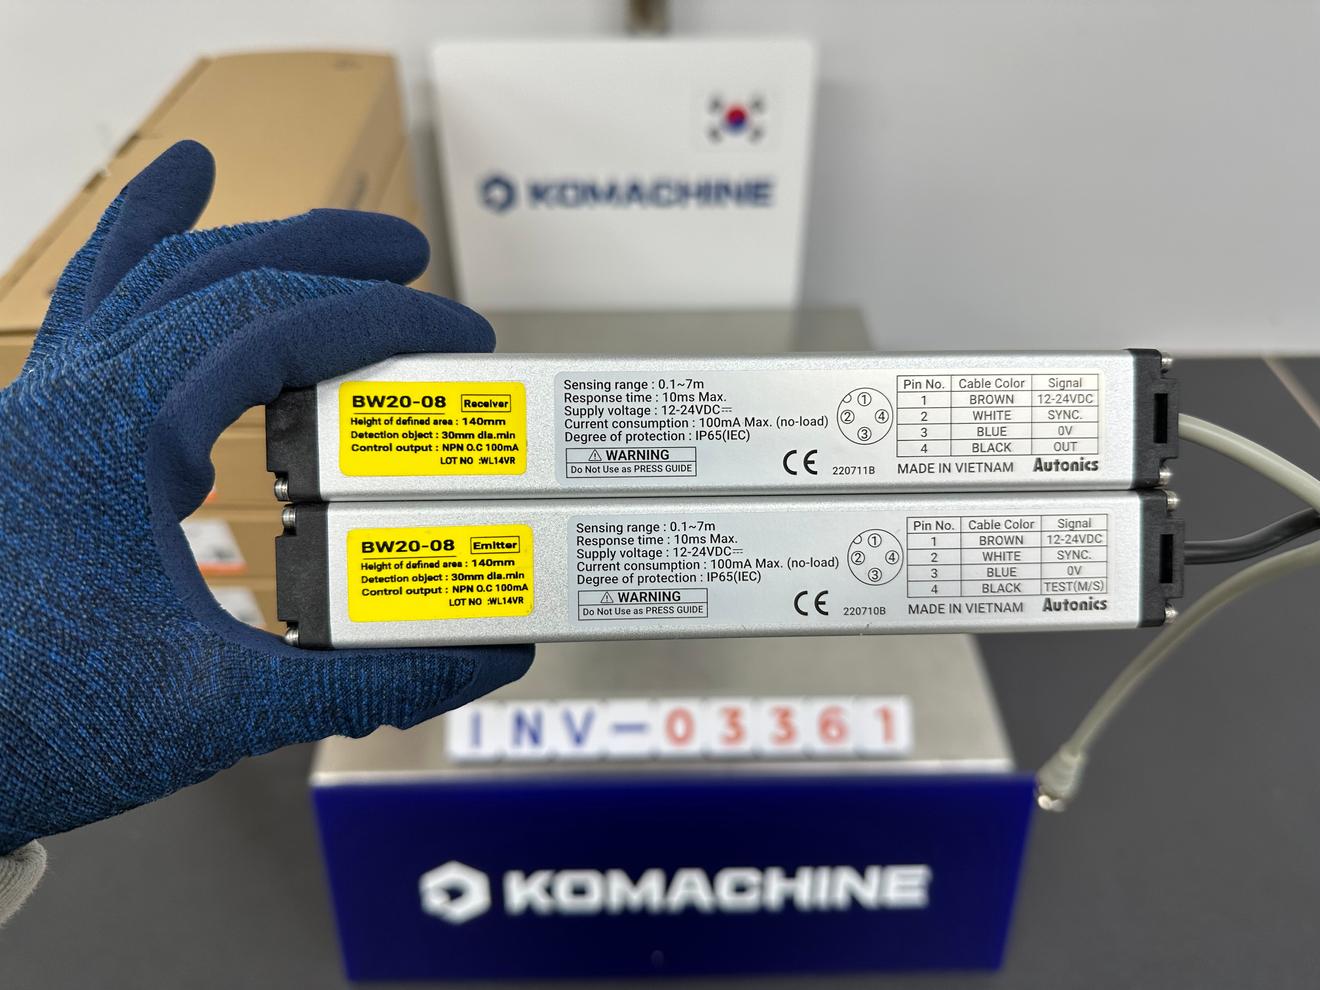 KOMACHINE
BW20-08 Receiver
Height of defined area : 140mm
Detection object : 30mm dia.min
Control output : NPN O.C 100mA
LOT NO :WL14VR
Sensing range : 0.1~7m
Response time : 10ms Max.
Supply voltage : 12-24VDC⎓
Current consumption : 100mA Max. (no-load)
Degree of protection : IP65(IEC)
⚠ WARNING
Do Not Use as PRESS GUIDE
① ② ④ ③
CE 220711B
Pin No. Cable Color Signal
1 BROWN 12-24VDC
2 WHITE SYNC.
3 BLUE 0V
4 BLACK OUT
MADE IN VIETNAM Autonics
BW20-08 Emitter
Height of defined area : 140mm
Detection object : 30mm dia.min
Control output : NPN O.C 100mA
LOT NO :WL14VR
Sensing range : 0.1~7m
Response time : 10ms Max.
Supply voltage : 12-24VDC⎓
Current consumption : 100mA Max. (no-load)
Degree of protection : IP65(IEC)
⚠ WARNING
Do Not Use as PRESS GUIDE
① ② ④ ③
CE 220710B
Pin No. Cable Color Signal
1 BROWN 12-24VDC
2 WHITE SYNC.
3 BLUE 0V
4 BLACK TEST(M/S)
MADE IN VIETNAM Autonics
INV-03361
KOMACHINE